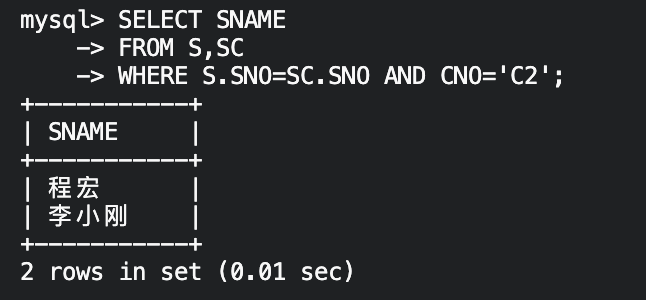 mysql> SELECT SNAME
    -> FROM S,SC
    -> WHERE S.SNO=SC.SNO AND CNO='C2';
+-----------+
| SNAME     |
+-----------+
| 程宏      |
| 李小刚    |
+-----------+
2 rows in set (0.01 sec)